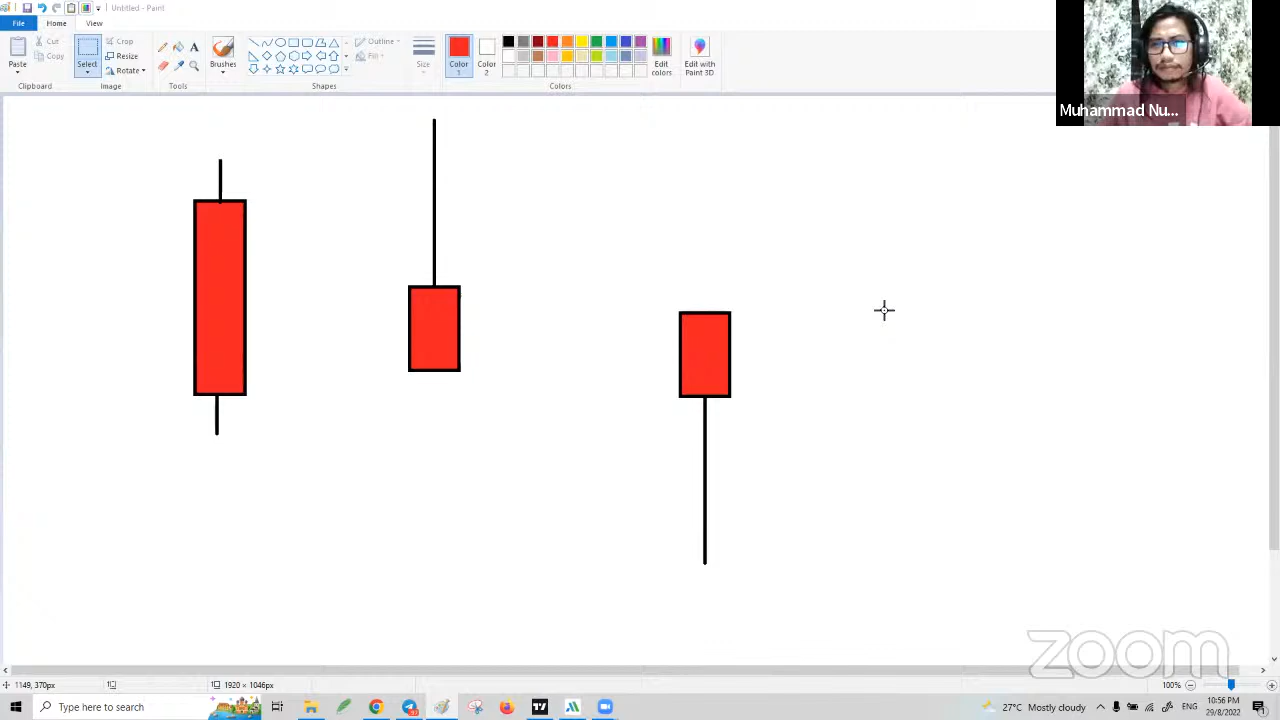 Untitled - Paint
File
Home
View
Paste
Cut
Copy
Clipboard
Select
Crop
Resize
Rotate
Image
Tools
Brushes
Shapes
Outline
Fill
Size
Color 1
Color 2
Colors
Edit colors
Edit with Paint 3D
Muhammad Nu...
zoom
1149, 370px
1920 × 1046px
100%
Type here to search
27°C Mostly cloudy
10:56 PM
29/8/2022